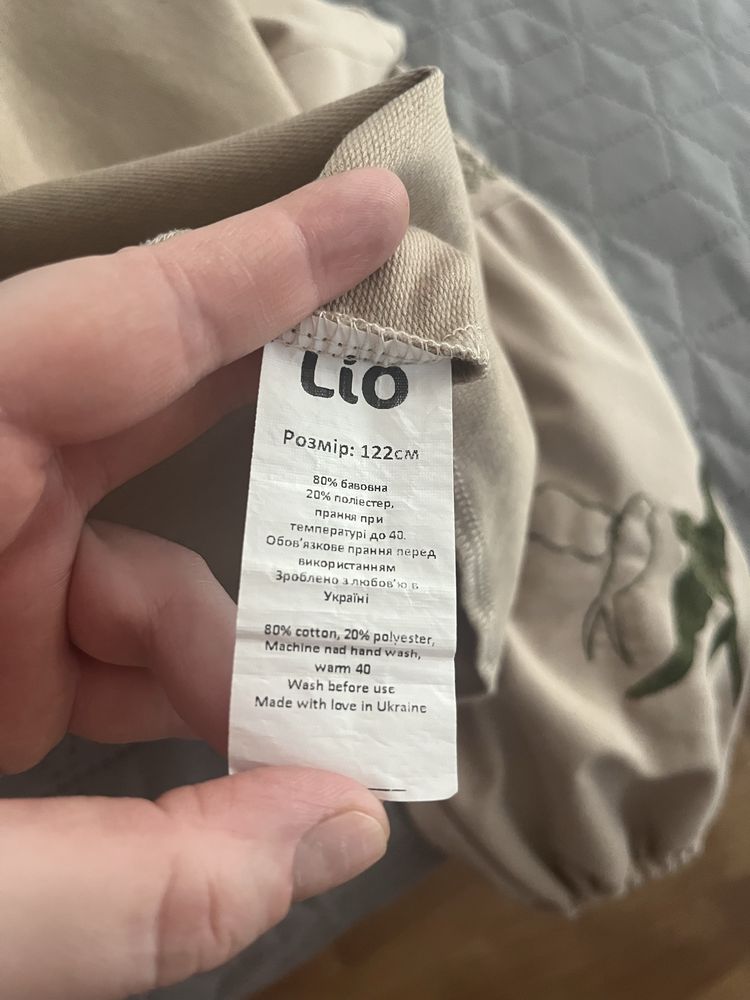 Lio
Розмір: 122см
80% бавовна
20% поліестер,
прання при
температурі до 40.
Обов'язкове прання перед
використанням
Зроблено з любов'ю в
Україні
80% cotton, 20% polyester,
Machine nad hand wash,
warm 40
Wash before use
Made with love in Ukraine